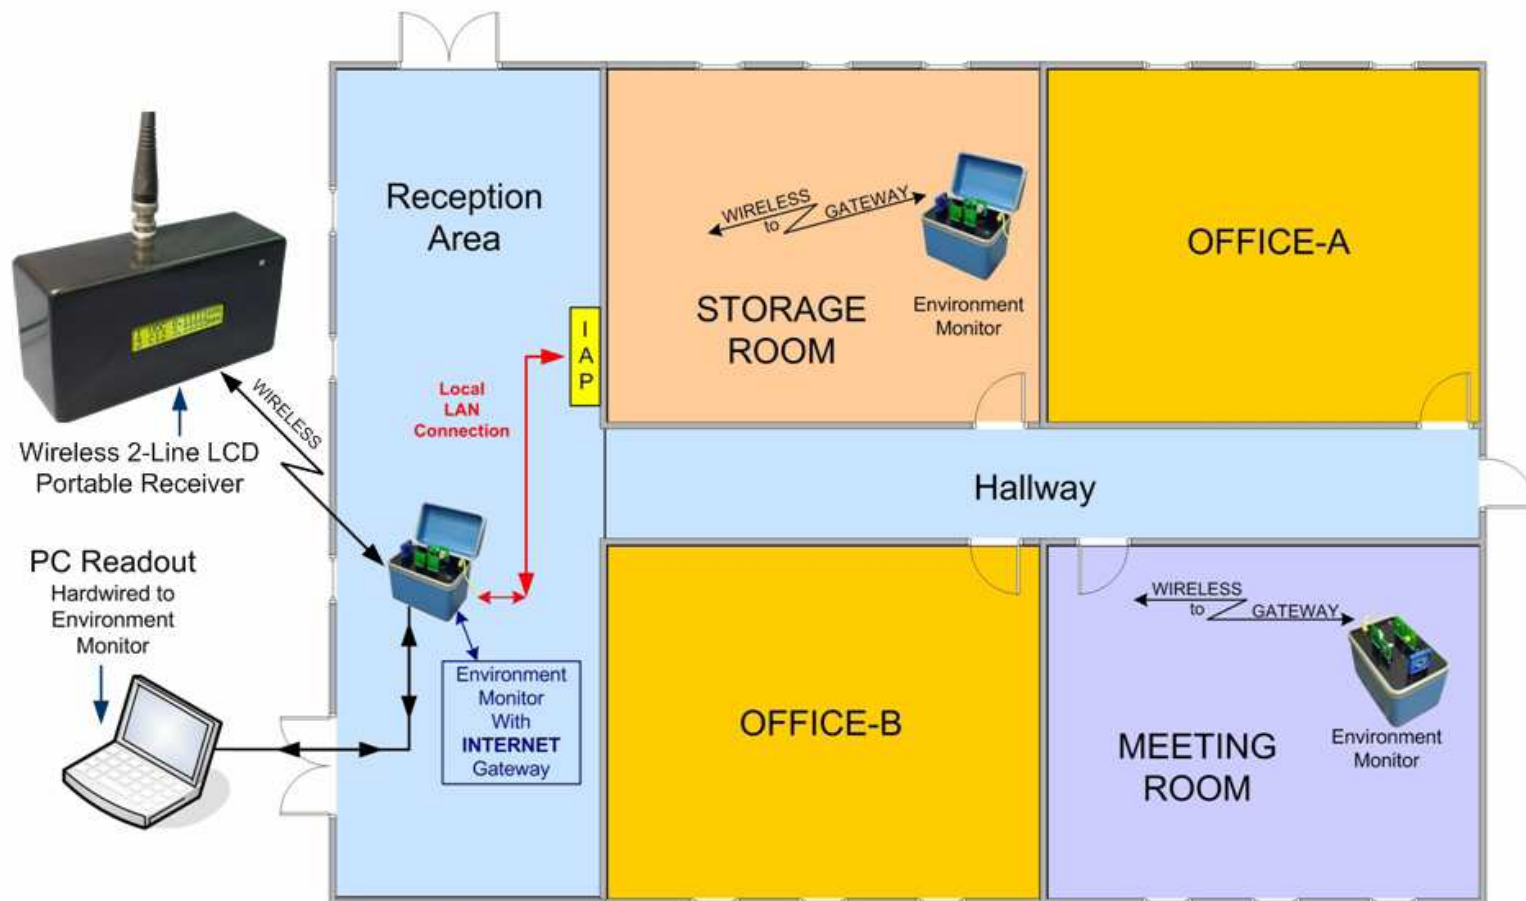 Reception
Area
WIRELESS
to
GATEWAY
STORAGE
ROOM
Environment
Monitor
OFFICE-A
I
A
P
Local
LAN
Connection
WIRELESS
Wireless 2-Line LCD
Portable Receiver
Hallway
PC Readout
Hardwired to
Environment
Monitor
Environment
Monitor
With
INTERNET
Gateway
OFFICE-B
WIRELESS
to
GATEWAY
MEETING
ROOM
Environment
Monitor